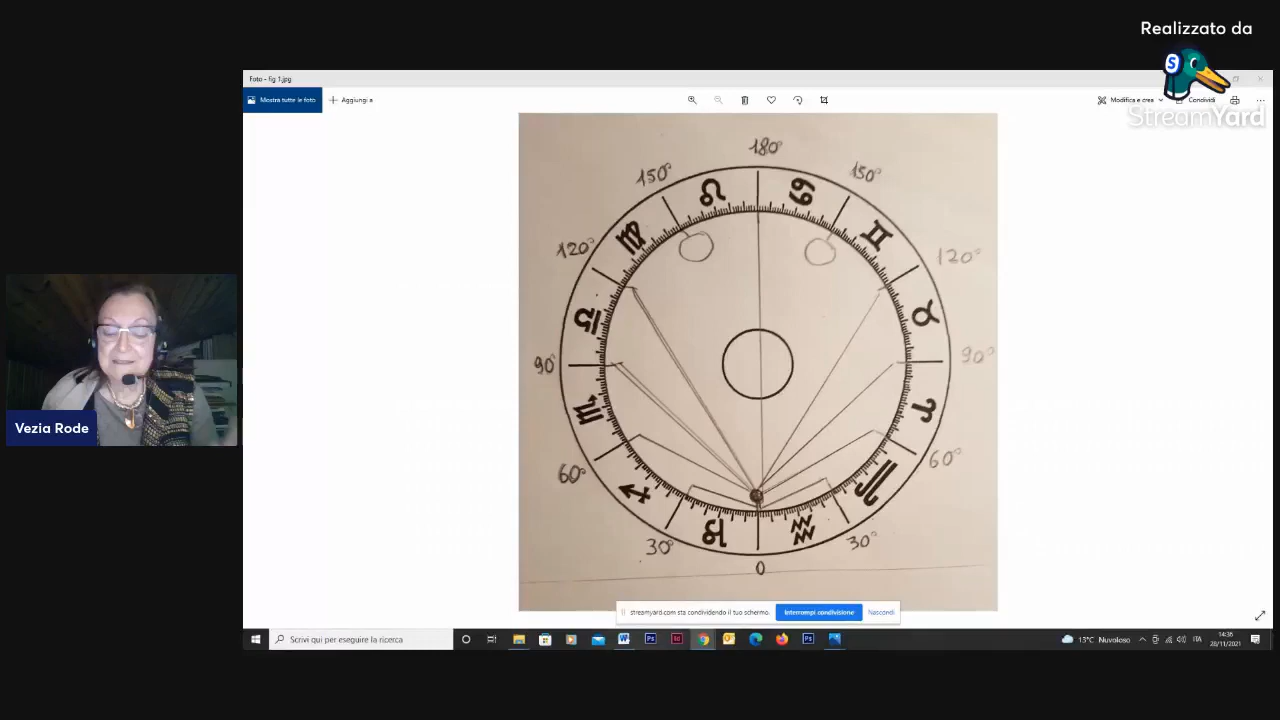 Realizzato da
StreamYard
Foto - fig 1.jpg
Mostra tutte le foto
Aggiungi a
Modifica e crea
Condividi
180°
150°
150°
120°
120°
90°
90°
60°
60°
30°
30°
0
Vezia Rode
streamyard.com sta condividendo il tuo schermo.
Interrompi condivisione
Nascondi
Scrivi qui per eseguire la ricerca
13°C Nuvoloso
ITA
14:36
28/11/2021